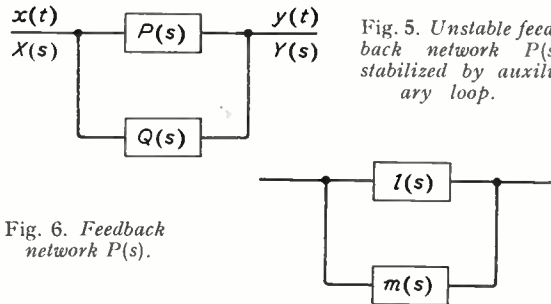 x(t)
X(s)
P(s)
y(t)
Y(s)
Q(s)
Fig. 5. Unstable feed-
back network P(s)
stabilized by auxili-
ary loop.
l(s)
m(s)
Fig. 6. Feedback
network P(s).